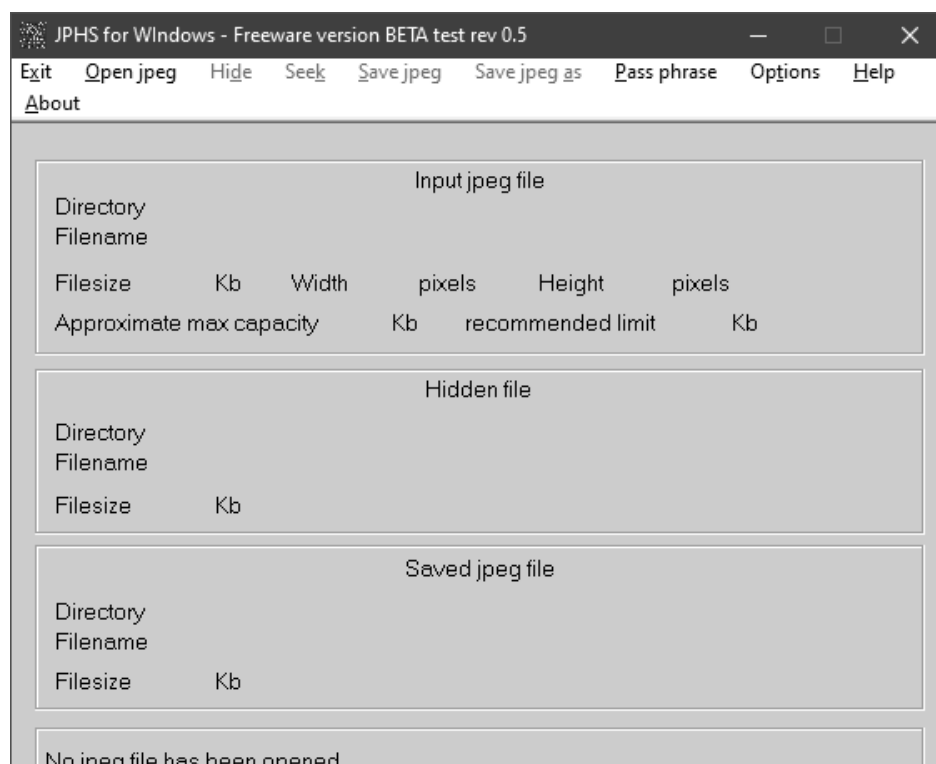 JPHS for WIndows - Freeware version BETA test rev 0.5
Exit Open jpeg Hide Seek Save jpeg Save jpeg as Pass phrase Options Help
About
Input jpeg file
Directory
Filename
Filesize Kb Width pixels Height pixels
Approximate max capacity Kb recommended limit Kb
Hidden file
Directory
Filename
Filesize Kb
Saved jpeg file
Directory
Filename
Filesize Kb
No jpeg file has been opened